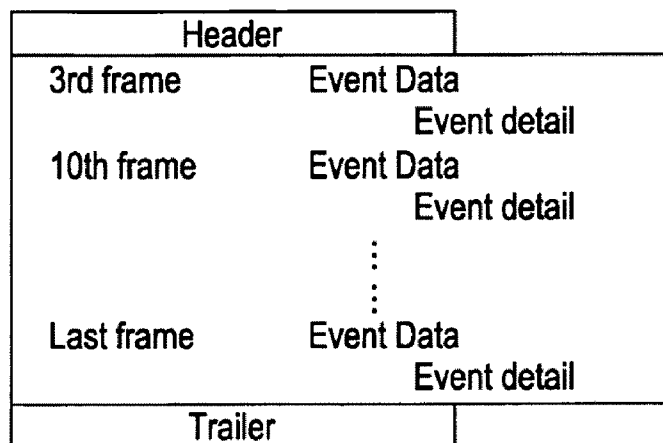 Header
3rd frame Event Data
Event detail
10th frame Event Data
Event detail
Last frame Event Data
Event detail
Trailer